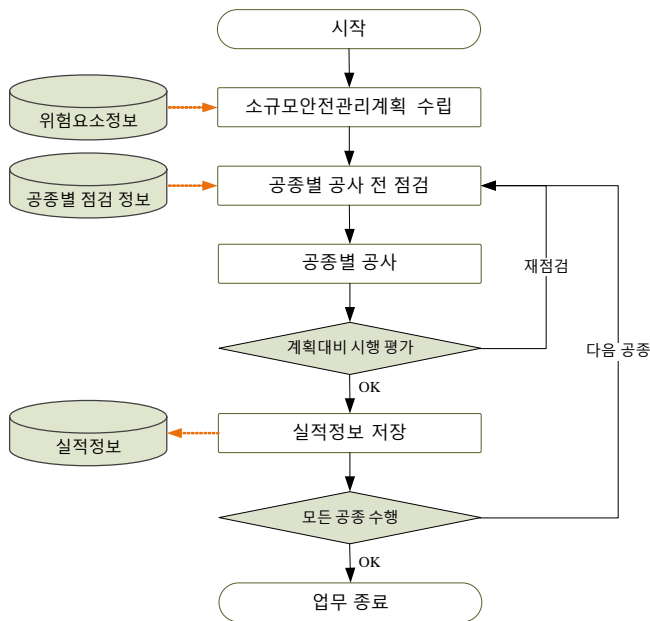 시작
위험요소정보
소규모안전관리계획 수립
공종별 점검 정보
공종별 공사 전 점검
공종별 공사
재점검
계획대비 시행 평가
다음 공종
OK
실적정보
실적정보 저장
모든 공종 수행
OK
업무 종료